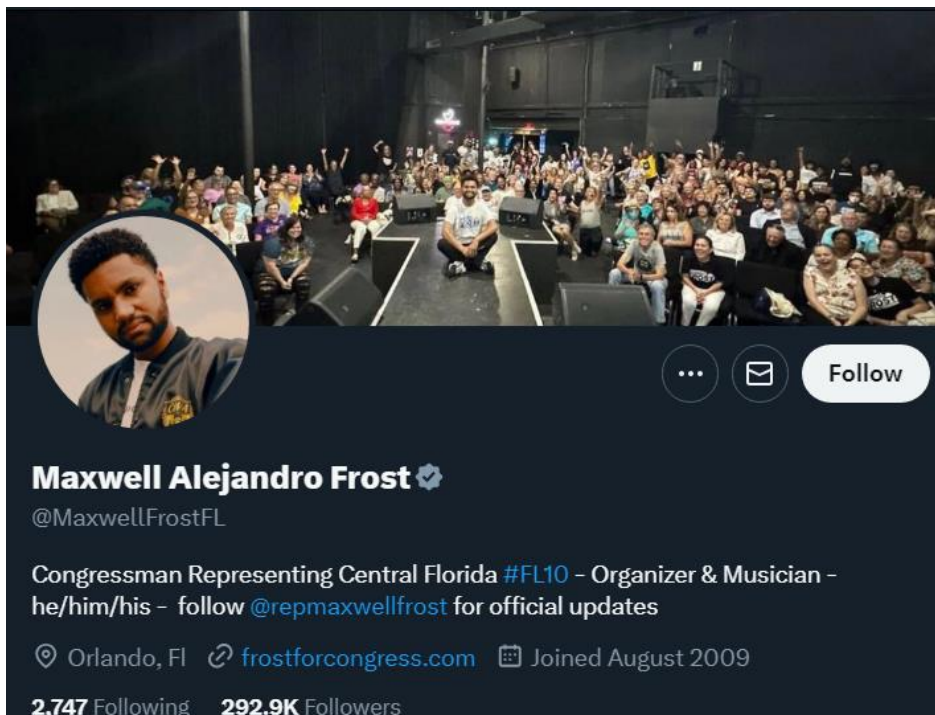 Follow
Maxwell Alejandro Frost
@MaxwellFrostFL
Congressman Representing Central Florida #FL10 – Organizer & Musician –
he/him/his – follow @repmaxwellfrost for official updates
Orlando, Fl frostforcongress.com Joined August 2009
2,747 Following 292.9K Followers